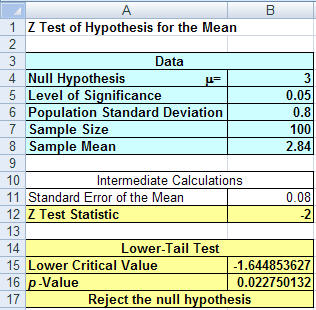 A B
1 Z Test of Hypothesis for the Mean
2
3 Data
4 Null Hypothesis μ= 3
5 Level of Significance 0.05
6 Population Standard Deviation 0.8
7 Sample Size 100
8 Sample Mean 2.84
9
10 Intermediate Calculations
11 Standard Error of the Mean 0.08
12 Z Test Statistic -2
13
14 Lower-Tail Test
15 Lower Critical Value -1.644853627
16 p-Value 0.022750132
17 Reject the null hypothesis